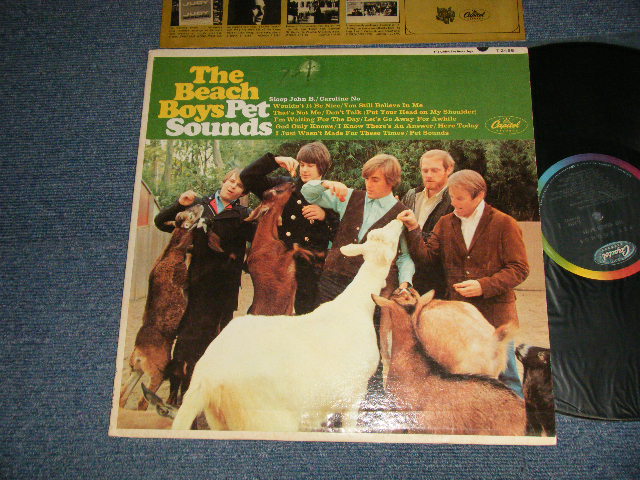 The
Beach
Boys Pet
Sounds
Sloop John B./Caroline No
Wouldn't It Be Nice/You Still Believe In Me
That's Not Me/Don't Talk (Put Your Head on My Shoulder)
I'm Waiting For The Day/Let's Go Away For Awhile
God Only Knows/I Know There's An Answer/Here Today
I Just Wasn't Made For These Times/Pet Sounds
Capitol
Capitol
Capitol